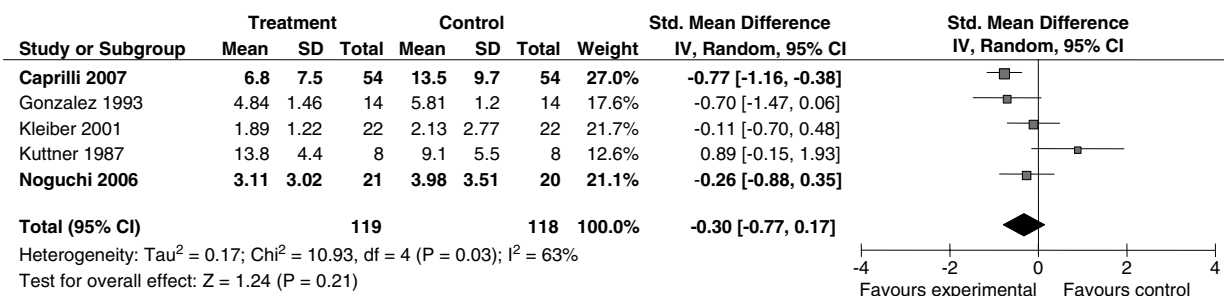 Treatment Control Std. Mean Difference Std. Mean Difference
Study or Subgroup Mean SD Total Mean SD Total Weight IV, Random, 95% CI IV, Random, 95% CI
Caprilli 2007 6.8 7.5 54 13.5 9.7 54 27.0% -0.77 [-1.16, -0.38]
Gonzalez 1993 4.84 1.46 14 5.81 1.2 14 17.6% -0.70 [-1.47, 0.06]
Kleiber 2001 1.89 1.22 22 2.13 2.77 22 21.7% -0.11 [-0.70, 0.48]
Kuttner 1987 13.8 4.4 8 9.1 5.5 8 12.6% 0.89 [-0.15, 1.93]
Noguchi 2006 3.11 3.02 21 3.98 3.51 20 21.1% -0.26 [-0.88, 0.35]
Total (95% CI) 119 118 100.0% -0.30 [-0.77, 0.17]
Heterogeneity: Tau² = 0.17; Chi² = 10.93, df = 4 (P = 0.03); I² = 63%
Test for overall effect: Z = 1.24 (P = 0.21)
-4 -2 0 2 4
Favours experimental Favours control